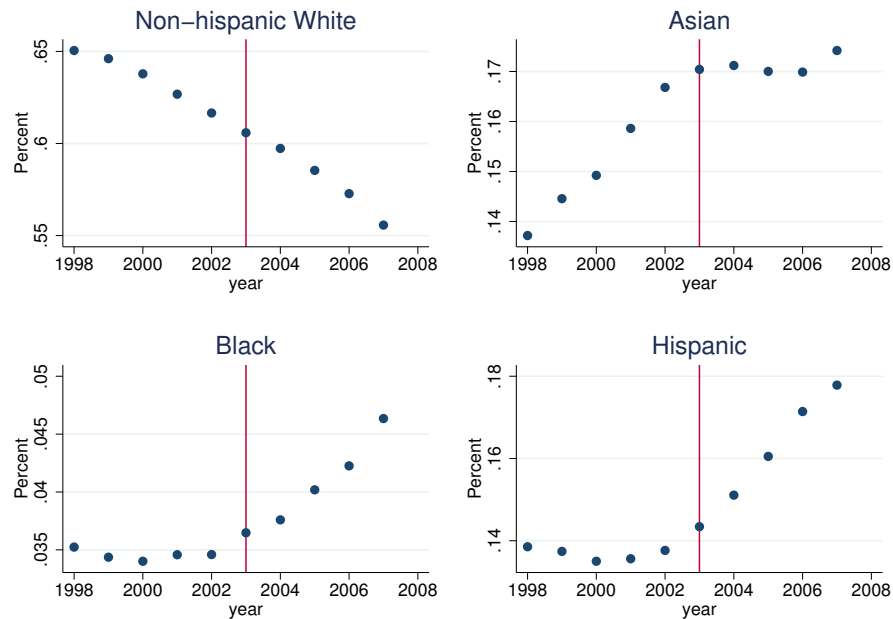 Non−hispanic White
Percent
.65
.6
.55
1998 2000 2002 2004 2006 2008
year
Asian
Percent
.17
.16
.15
.14
1998 2000 2002 2004 2006 2008
year
Black
Percent
.05
.045
.04
.035
1998 2000 2002 2004 2006 2008
year
Hispanic
Percent
.18
.16
.14
1998 2000 2002 2004 2006 2008
year